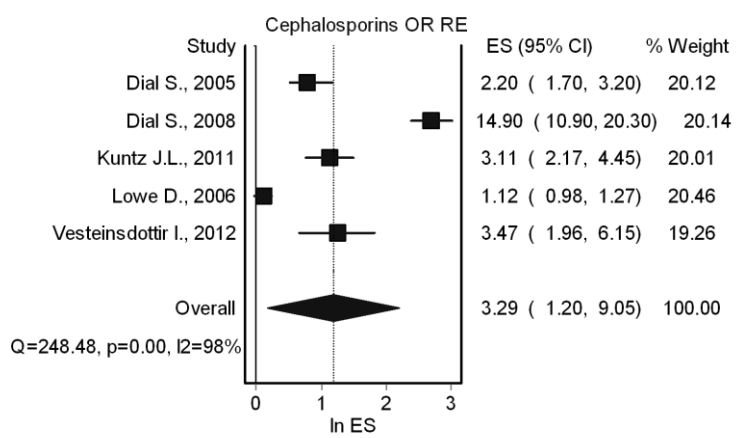 Cephalosporins OR RE
Study ES (95% CI) % Weight
Dial S., 2005 2.20 ( 1.70, 3.20) 20.12
Dial S., 2008 14.90 (10.90, 20.30) 20.14
Kuntz J.L., 2011 3.11 ( 2.17, 4.45) 20.01
Lowe D., 2006 1.12 ( 0.98, 1.27) 20.46
Vesteinsdottir I., 2012 3.47 ( 1.96, 6.15) 19.26
Overall 3.29 ( 1.20, 9.05) 100.00
Q=248.48, p=0.00, I2=98%
0 1 2 3
ln ES